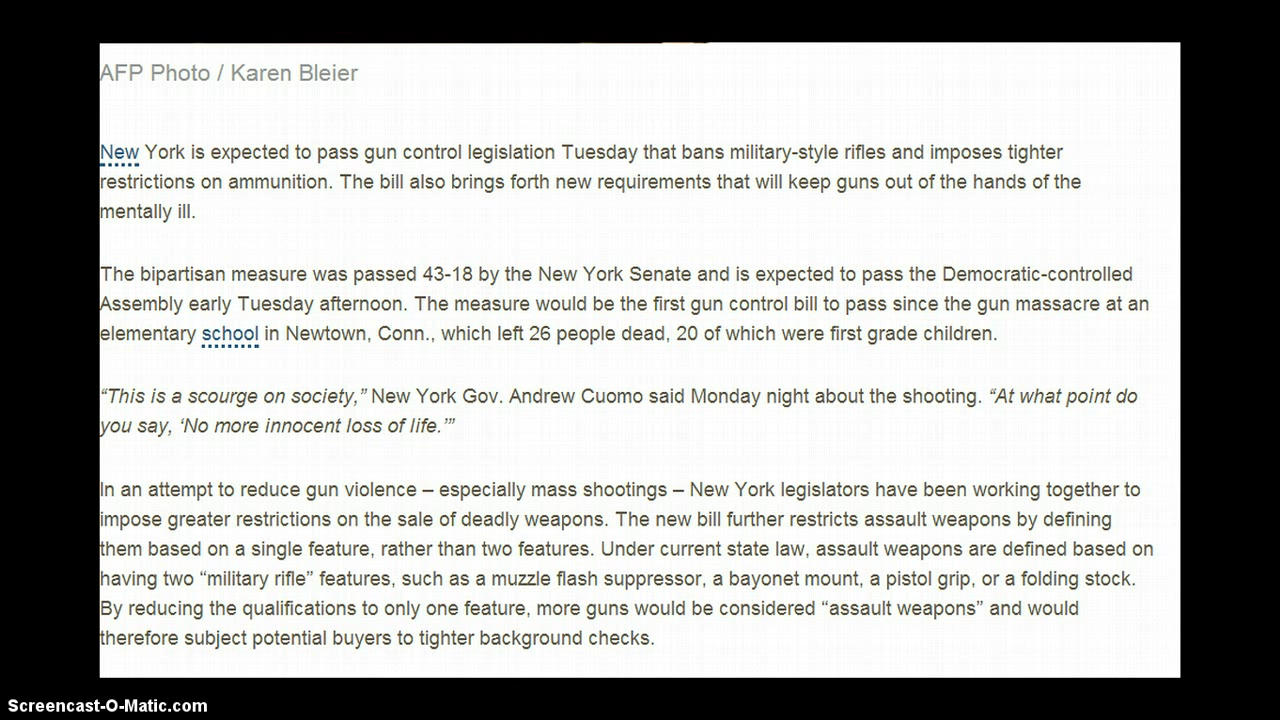 AFP Photo / Karen Bleier
New York is expected to pass gun control legislation Tuesday that bans military-style rifles and imposes tighter
restrictions on ammunition. The bill also brings forth new requirements that will keep guns out of the hands of the
mentally ill.
The bipartisan measure was passed 43-18 by the New York Senate and is expected to pass the Democratic-controlled
Assembly early Tuesday afternoon. The measure would be the first gun control bill to pass since the gun massacre at an
elementary school in Newtown, Conn., which left 26 people dead, 20 of which were first grade children.
“This is a scourge on society,” New York Gov. Andrew Cuomo said Monday night about the shooting. “At what point do
you say, ‘No more innocent loss of life.’”
In an attempt to reduce gun violence – especially mass shootings – New York legislators have been working together to
impose greater restrictions on the sale of deadly weapons. The new bill further restricts assault weapons by defining
them based on a single feature, rather than two features. Under current state law, assault weapons are defined based on
having two “military rifle” features, such as a muzzle flash suppressor, a bayonet mount, a pistol grip, or a folding stock.
By reducing the qualifications to only one feature, more guns would be considered “assault weapons” and would
therefore subject potential buyers to tighter background checks.
Screencast-O-Matic.com